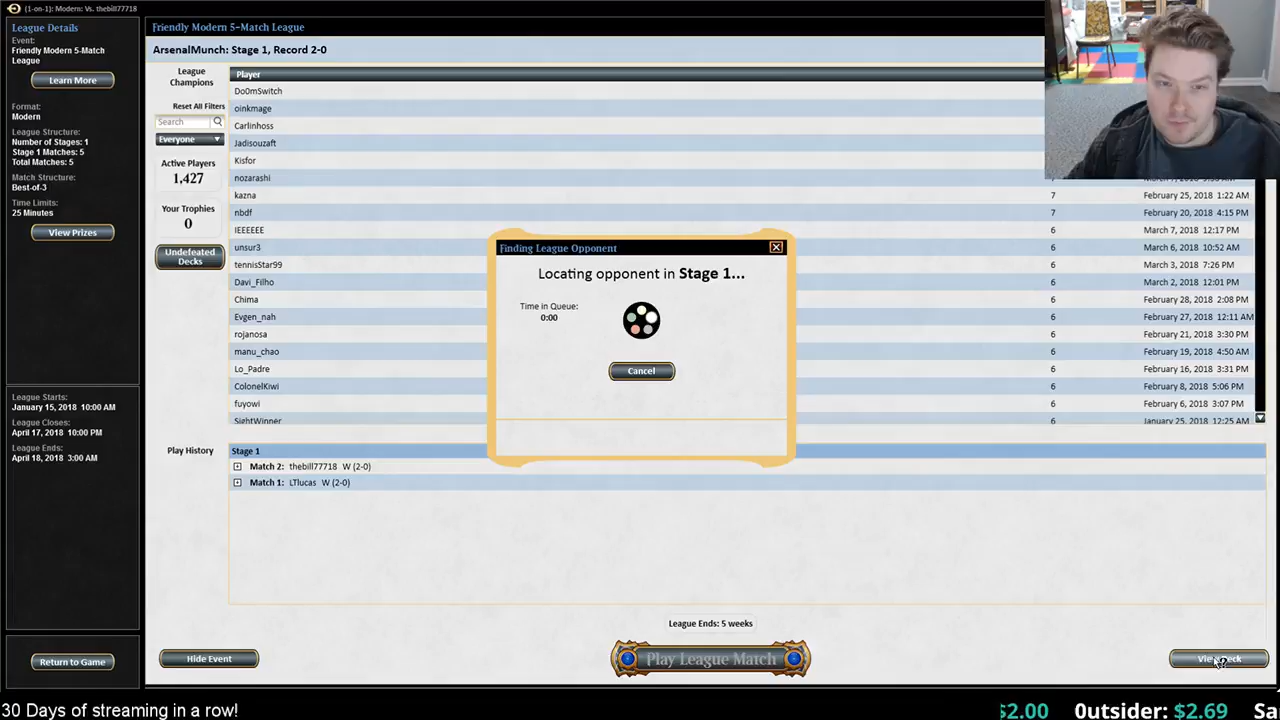 (1-on-1): Modern: Vs. thebill77718
League Details
Event:
Friendly Modern 5-Match
League
Learn More
Format:
Modern
League Structure:
Number of Stages: 1
Stage 1 Matches: 5
Total Matches: 5
Match Structure:
Best-of-3
Time Limits:
25 Minutes
View Prizes
League Starts:
January 15, 2018 10:00 AM
League Closes:
April 17, 2018 10:00 PM
League Ends:
April 18, 2018 3:00 AM
Return to Game
Friendly Modern 5-Match League
ArsenalMunch: Stage 1, Record 2-0
League
Champions
Reset All Filters
Search
Everyone
Active Players
1,427
Your Trophies
0
Undefeated
Decks
Player
Do0mSwitch
oinkmage
Carlinhoss
Jadisouzaft
Kisfor
nozarashi
kazna 7 February 25, 2018 1:22 AM
nbdf 7 February 20, 2018 4:15 PM
IEEEEEE 6 March 7, 2018 12:17 PM
unsur3 6 March 6, 2018 10:52 AM
tennisStar99 6 March 3, 2018 7:26 PM
Davi_Filho 6 March 2, 2018 12:01 PM
Chima 6 February 28, 2018 2:08 PM
Evgen_nah 6 February 27, 2018 12:11 AM
rojanosa 6 February 21, 2018 3:30 PM
manu_chao 6 February 19, 2018 4:50 AM
Lo_Padre 6 February 16, 2018 3:31 PM
ColonelKiwi 6 February 8, 2018 5:06 PM
fuyowi 6 February 6, 2018 3:07 PM
SightWinner 6 January 25, 2018 12:25 AM
Finding League Opponent
Locating opponent in Stage 1...
Time in Queue:
0:00
Cancel
Play History
Stage 1
Match 2: thebill77718 W (2-0)
Match 1: LTlucas W (2-0)
League Ends: 5 weeks
Hide Event
Play League Match
30 Days of streaming in a row!
$2.00 0utsider: $2.69 Sa